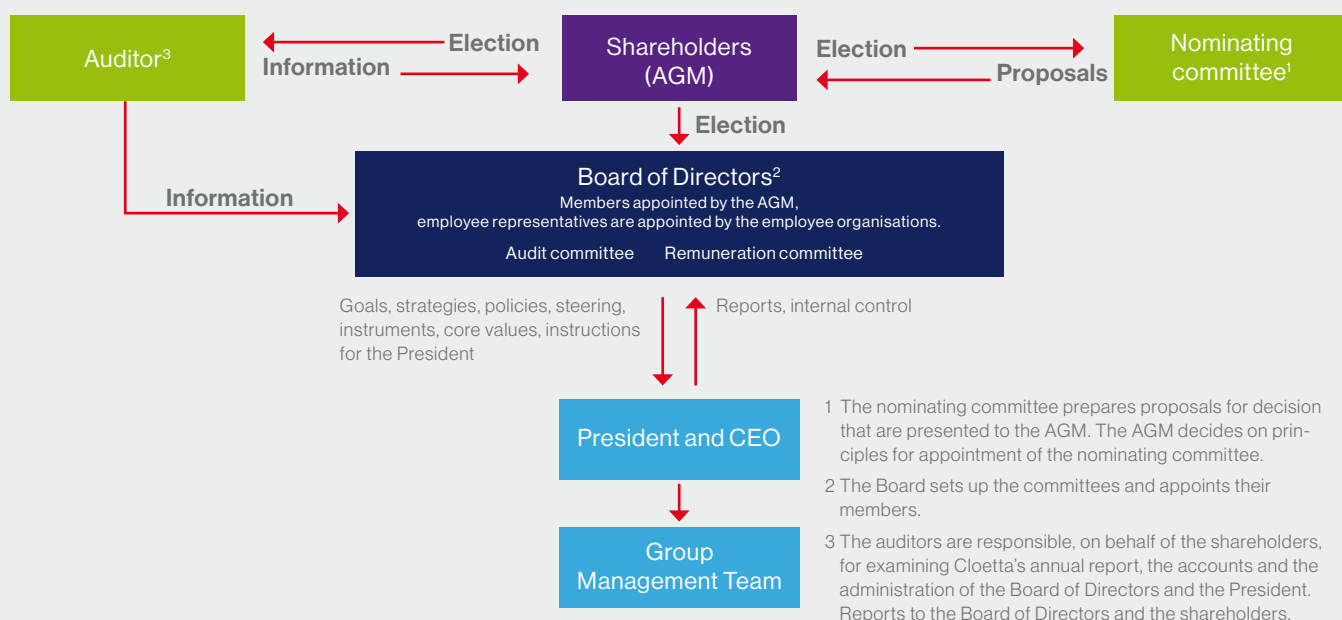 Auditor³
Election
Information
Shareholders
(AGM)
Election
Proposals
Nominating
committee¹
Election
Information
Board of Directors²
Members appointed by the AGM,
employee representatives are appointed by the employee organisations.
Audit committee Remuneration committee
Goals, strategies, policies, steering,
instruments, core values, instructions
for the President
Reports, internal control
President and CEO
Group
Management Team
1 The nominating committee prepares proposals for decision
that are presented to the AGM. The AGM decides on prin-
ciples for appointment of the nominating committee.
2 The Board sets up the committees and appoints their
members.
3 The auditors are responsible, on behalf of the shareholders,
for examining Cloetta's annual report, the accounts and the
administration of the Board of Directors and the President.
Reports to the Board of Directors and the shareholders.